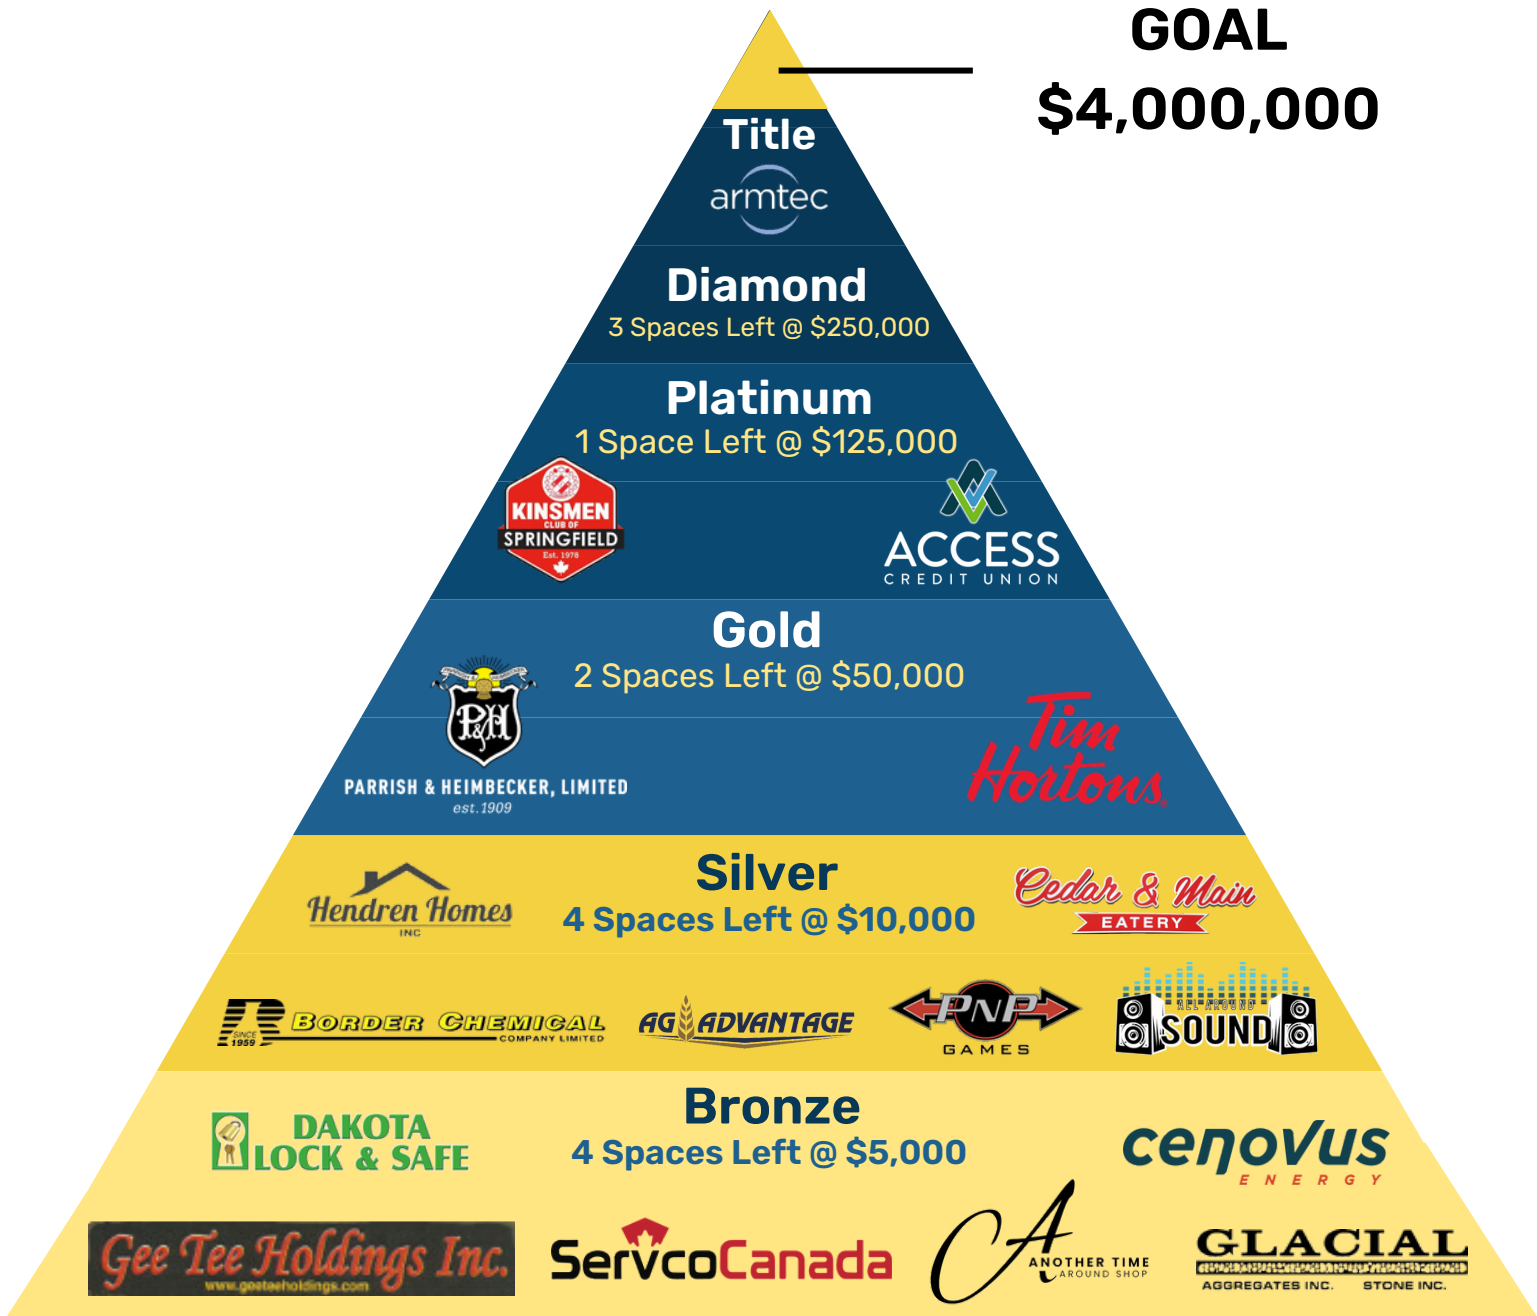 GOAL
$4,000,000
Title
armtec
Diamond
3 Spaces Left @ $250,000
Platinum
1 Space Left @ $125,000
KINSMEN
CLUB OF
SPRINGFIELD
Est. 1978
ACCESS
CREDIT UNION
Gold
2 Spaces Left @ $50,000
P&H
PARRISH & HEIMBECKER, LIMITED
est.1909
Tim
Hortons
Silver
4 Spaces Left @ $10,000
Hendren Homes
INC
Cedar & Main
EATERY
SINCE
1959
BORDER CHEMICAL
COMPANY LIMITED
AG ADVANTAGE
PNP
GAMES
ALL AROUND
SOUND
Bronze
4 Spaces Left @ $5,000
DAKOTA
LOCK & SAFE
cenovus
ENERGY
Gee Tee Holdings Inc.
www.geeteeholdings.com
ServcoCanada
A
ANOTHER TIME
AROUND SHOP
GLACIAL
AGGREGATES INC. STONE INC.